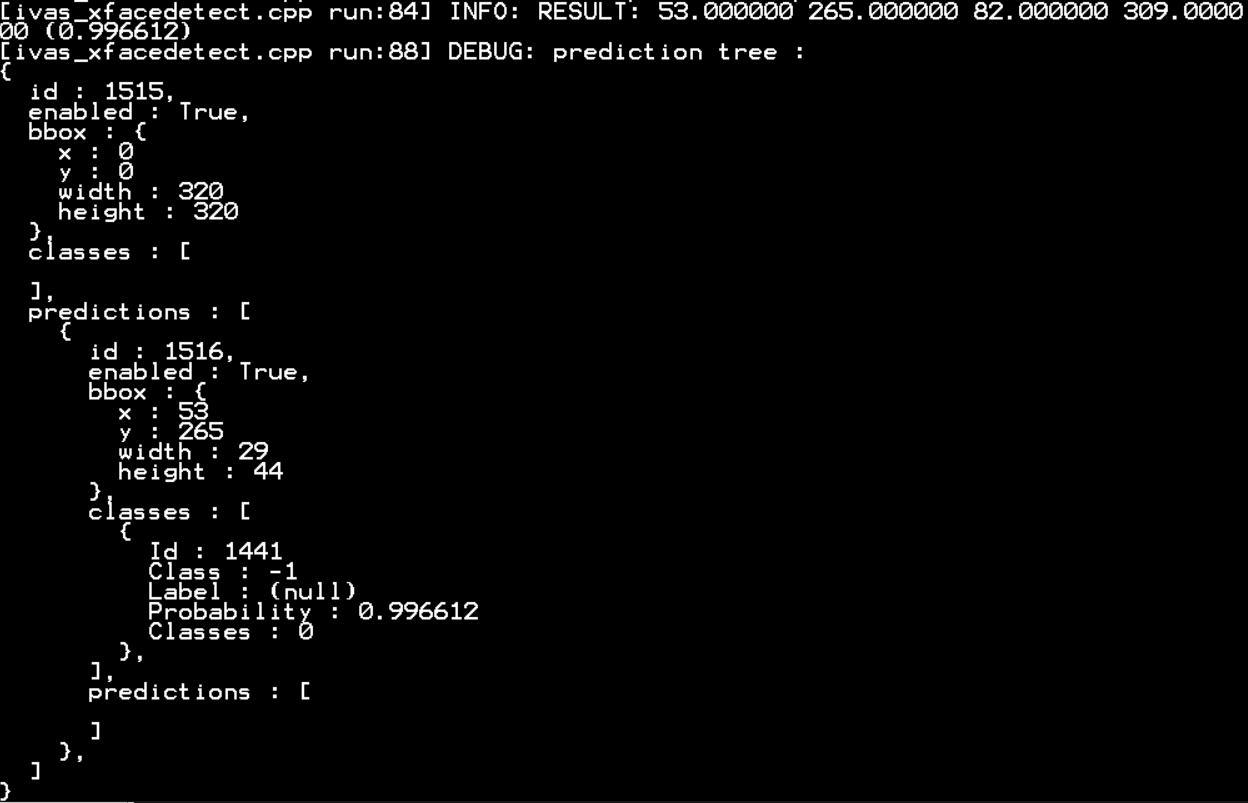 [ivas_xfacedetect.cpp run:84] INFO: RESULT: 53.000000 265.000000 82.000000 309.0000
00 (0.996612)
[ivas_xfacedetect.cpp run:88] DEBUG: prediction tree :
{
  id : 1515,
  enabled : True,
  bbox : {
    x : 0
    y : 0
    width : 320
    height : 320
  },
  classes : [
  ],
  predictions : [
    {
      id : 1516,
      enabled : True,
      bbox : {
        x : 53
        y : 265
        width : 29
        height : 44
      },
      classes : [
        {
          Id : 1441
          Class : -1
          Label : (null)
          Probability : 0.996612
          Classes : 0
        },
      ],
      predictions : [
      ]
    },
  ]
}